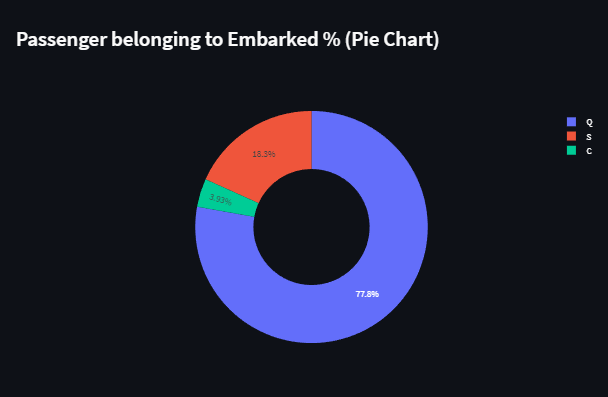 Passenger belonging to Embarked % (Pie Chart)
Q
S
C
18.3%
3.93%
77.8%